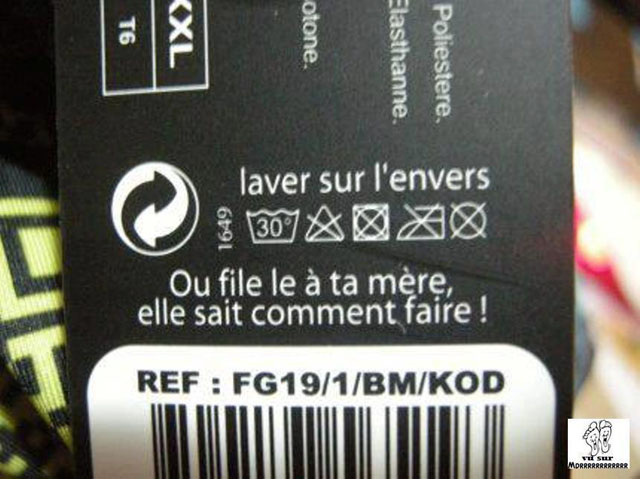 XXL
T6
otone.
Elasthanne.
Poliestere.
laver sur l'envers
1649
30°
Ou file le à ta mère,
elle sait comment faire !
REF : FG19/1/BM/KOD
vu sur
MDRRRRRRRRRRRR